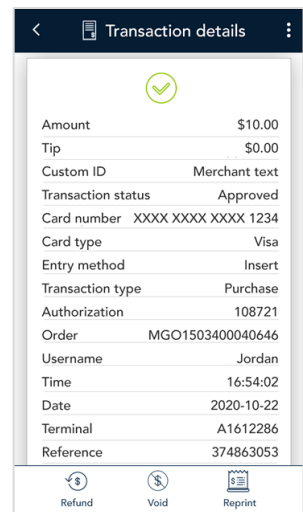 Transaction details
Amount $10.00
Tip $0.00
Custom ID Merchant text
Transaction status Approved
Card number XXXX XXXX XXXX 1234
Card type Visa
Entry method Insert
Transaction type Purchase
Authorization 108721
Order MGO1503400040646
Username Jordan
Time 16:54:02
Date 2020-10-22
Terminal A1612286
Reference 374863053
Refund Void Reprint